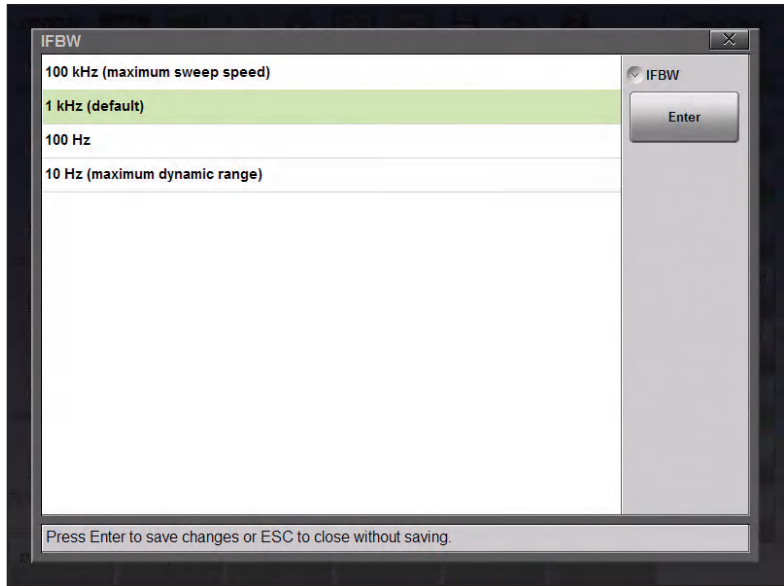 IFBW
100 kHz (maximum sweep speed)
IFBW
1 kHz (default)
Enter
100 Hz
10 Hz (maximum dynamic range)
Press Enter to save changes or ESC to close without saving.